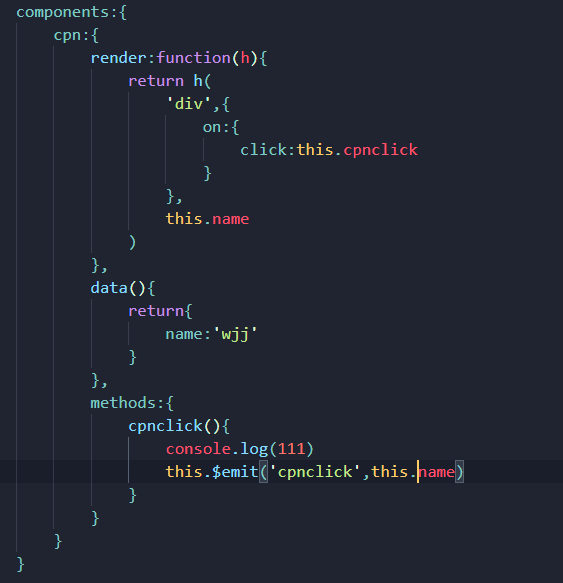 components:{
    cpn:{
        render:function(h){
            return h(
                'div',{
                    on:{
                        click:this.cpnclick
                    }
                },
                this.name
            )
        },
        data(){
            return{
                name:'wjj'
            }
        },
        methods:{
            cpnclick(){
                console.log(111)
                this.$emit('cpnclick',this.name)
            }
        }
    }
}